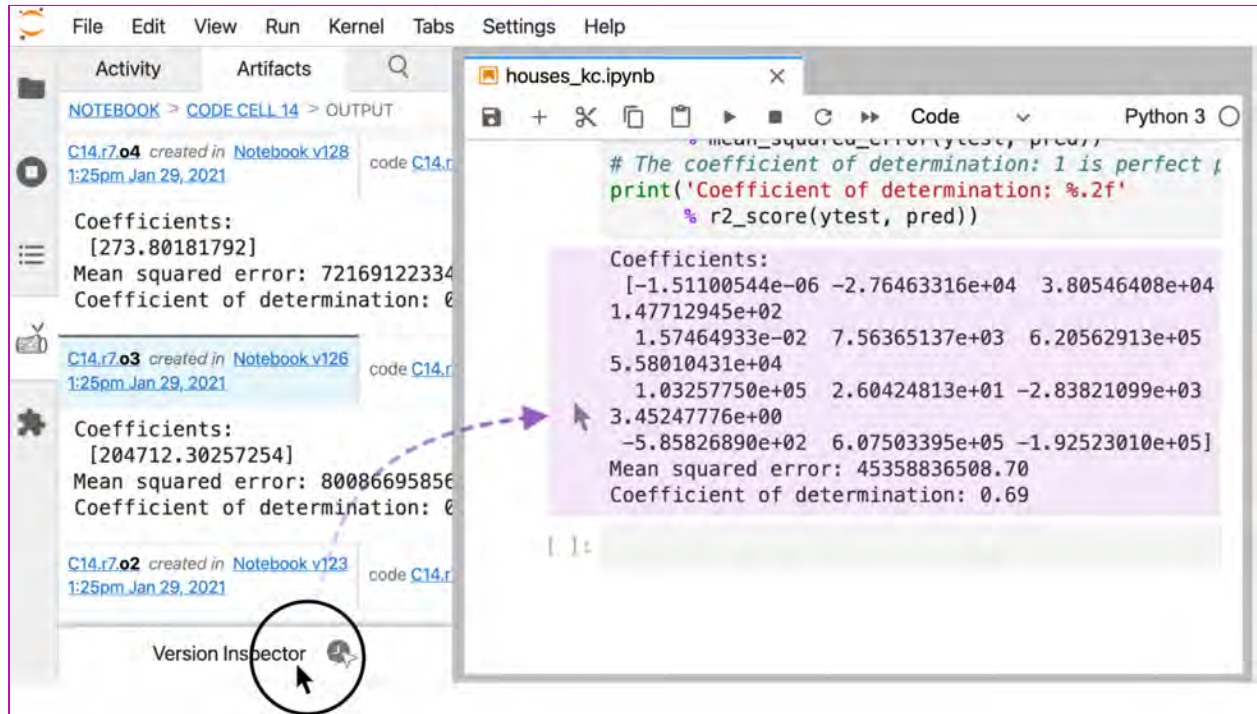 File Edit View Run Kernel Tabs Settings Help
Activity Artifacts
NOTEBOOK > CODE CELL 14 > OUTPUT
C14.r7.o4 created in Notebook v128
1:25pm Jan 29, 2021
code C14.r
Coefficients:
[273.80181792]
Mean squared error: 72169122334
Coefficient of determination: 0
C14.r7.o3 created in Notebook v126
1:25pm Jan 29, 2021
code C14.r
Coefficients:
[204712.30257254]
Mean squared error: 80086695856
Coefficient of determination: 0
C14.r7.o2 created in Notebook v123
1:25pm Jan 29, 2021
code C14.r
Version Inspector
houses_kc.ipynb
Code Python 3
% mean_squared_error(ytest, pred))
# The coefficient of determination: 1 is perfect p
print('Coefficient of determination: %.2f'
% r2_score(ytest, pred))
Coefficients:
[-1.51100544e-06 -2.76463316e+04 3.80546408e+04
1.47712945e+02
1.57464933e-02 7.56365137e+03 6.20562913e+05
5.58010431e+04
1.03257750e+05 2.60424813e+01 -2.83821099e+03
3.45247776e+00
-5.85826890e+02 6.07503395e+05 -1.92523010e+05]
Mean squared error: 45358836508.70
Coefficient of determination: 0.69
[ ]: